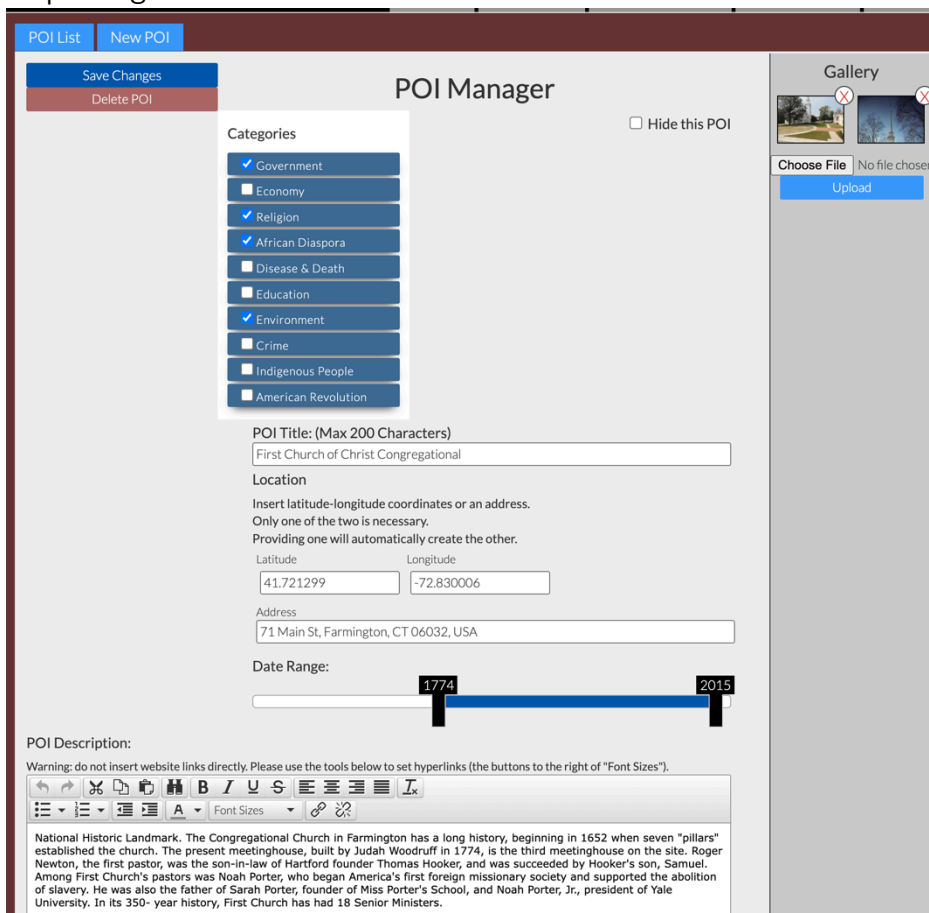 POI List New POI
Save Changes
Delete POI
POI Manager
Hide this POI
Categories
Government
Economy
Religion
African Diaspora
Disease & Death
Education
Environment
Crime
Indigenous People
American Revolution
POI Title: (Max 200 Characters)
First Church of Christ Congregational
Location
Insert latitude-longitude coordinates or an address.
Only one of the two is necessary.
Providing one will automatically create the other.
Latitude Longitude
41.721299 -72.830006
Address
71 Main St, Farmington, CT 06032, USA
Date Range:
1774 2015
POI Description:
Warning: do not insert website links directly. Please use the tools below to set hyperlinks (the buttons to the right of "Font Sizes").
B I U S Tx
A Font Sizes
National Historic Landmark. The Congregational Church in Farmington has a long history, beginning in 1652 when seven "pillars"
established the church. The present meetinghouse, built by Judah Woodruff in 1774, is the third meetinghouse on the site. Roger
Newton, the first pastor, was the son-in-law of Hartford founder Thomas Hooker, and was succeeded by Hooker's son, Samuel.
Among First Church's pastors was Noah Porter, who began America's first foreign missionary society and supported the abolition
of slavery. He was also the father of Sarah Porter, founder of Miss Porter's School, and Noah Porter, Jr., president of Yale
University. In its 350- year history, First Church has had 18 Senior Ministers.
Gallery
X X
Choose File No file chosen
Upload